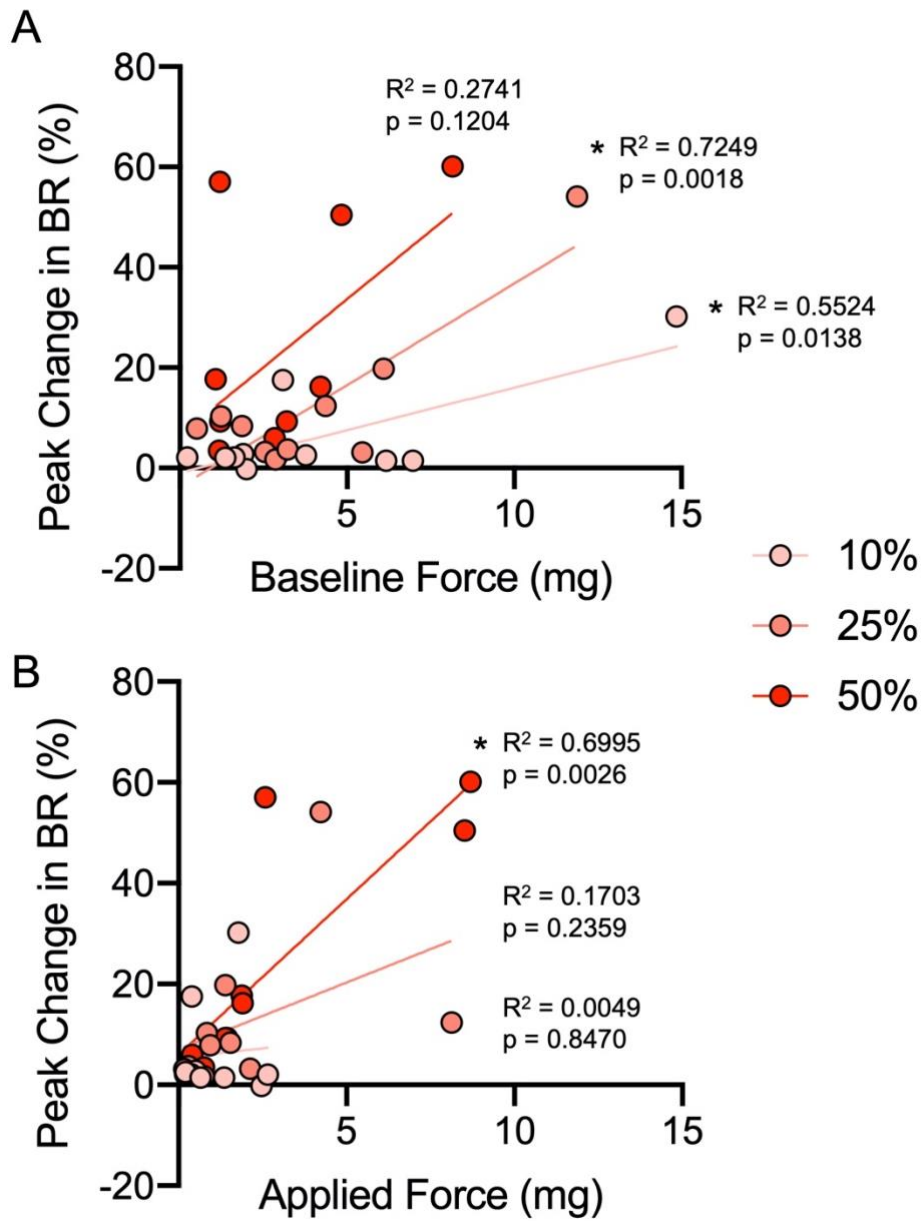 A
80
60
40
20
0
-20
Peak Change in BR (%)
R² = 0.2741
p = 0.1204
* R² = 0.7249
p = 0.0018
* R² = 0.5524
p = 0.0138
5 10 15
Baseline Force (mg)
10%
25%
50%
B
80
60
40
20
0
-20
Peak Change in BR (%)
* R² = 0.6995
p = 0.0026
R² = 0.1703
p = 0.2359
R² = 0.0049
p = 0.8470
5 10 15
Applied Force (mg)